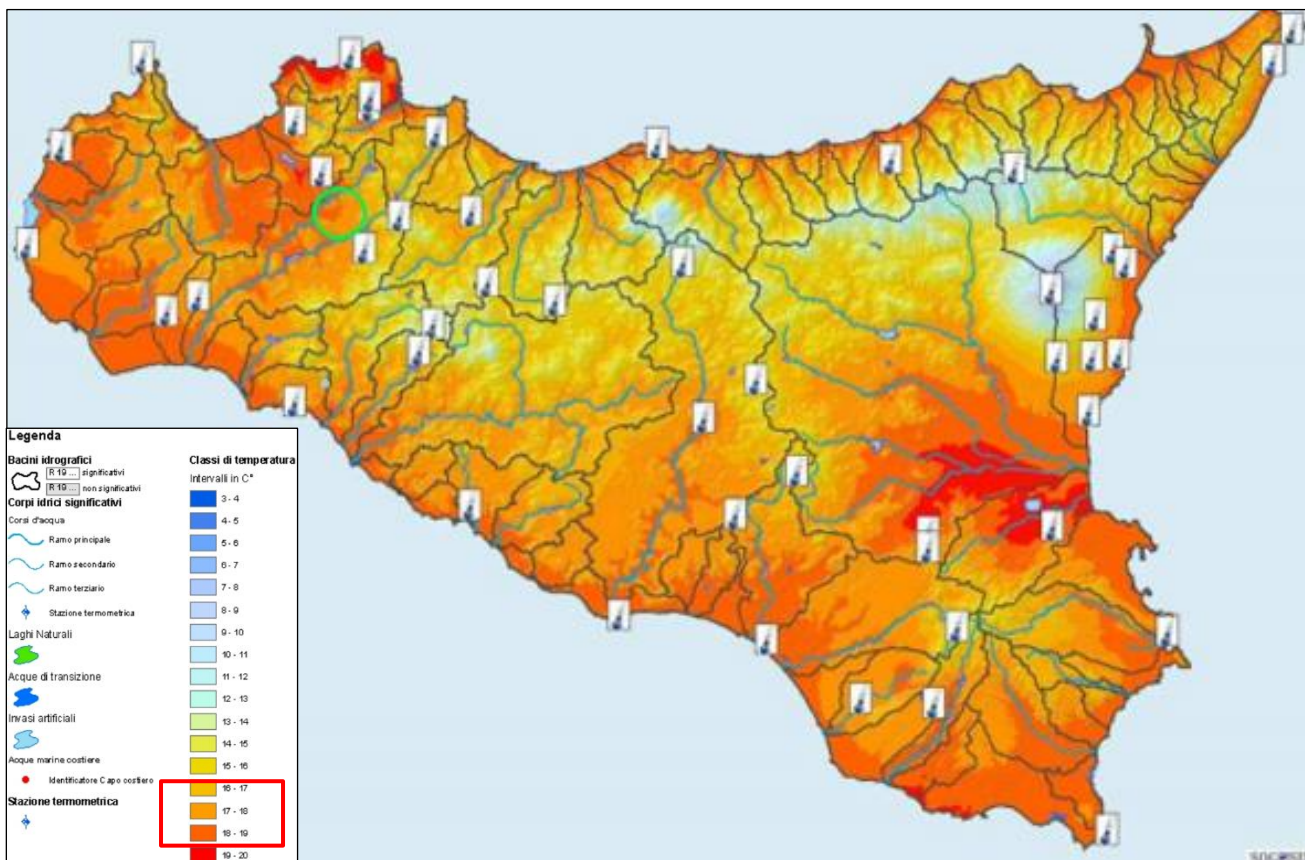 Legenda
Bacini idrografici
R 19 ... significativi
R 19 ... non significativi
Corpi idrici significativi
Corsi d'acqua
Ramo principale
Ramo secondario
Ramo terziario
Stazione termometrica
Laghi Naturali
Acque di transizione
Invasi artificiali
Acque marine costiere
Identificatore Capo costiero
Stazione termometrica
Classi di temperatura
Intervalli in C°
3 - 4
4 - 5
5 - 6
6 - 7
7 - 8
8 - 9
9 - 10
10 - 11
11 - 12
12 - 13
13 - 14
14 - 15
15 - 16
16 - 17
17 - 18
18 - 19
19 - 20